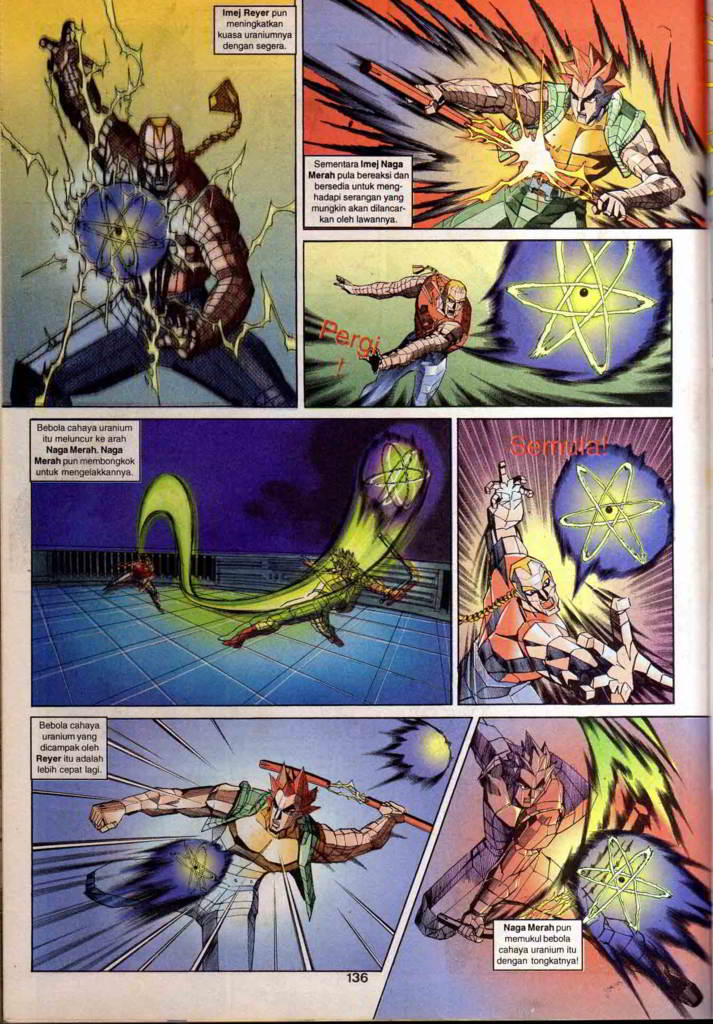 Imej Reyer pun
meningkatkan
kuasa uraniumnya
dengan segera.
Sementara Imej Naga
Merah pula bereaksi dan
bersedia untuk meng-
hadapi serangan yang
mungkin akan dilancar-
kan oleh lawannya.
Pergi
!
Bebola cahaya uranium
itu meluncur ke arah
Naga Merah. Naga
Merah pun membongkok
untuk mengelakkannya.
Semula!
Bebola cahaya
uranium yang
dicampak oleh
Reyer itu adalah
lebih cepat lagi.
Naga Merah pun
memukul bebola
cahaya uranium itu
dengan tongkatnya!
136